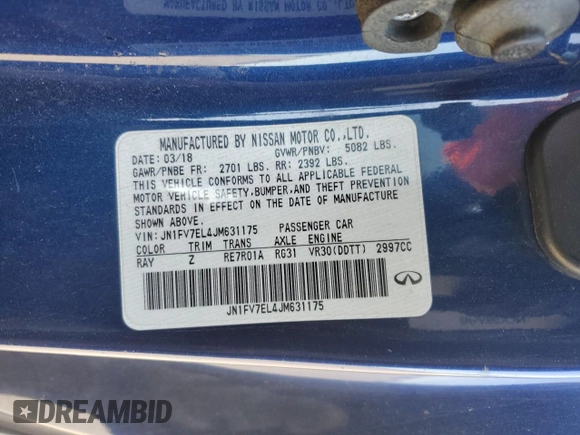 MANUFACTURED BY NISSAN MOTOR CO.,LTD.
DATE: 03/18 GVWR/PNBV: 5082 LBS.
GAWR/PNBE FR: 2701 LBS. RR: 2392 LBS.
THIS VEHICLE CONFORMS TO ALL APPLICABLE FEDERAL
MOTOR VEHICLE SAFETY,BUMPER,AND THEFT PREVENTION
STANDARDS IN EFFECT ON THE DATE OF MANUFACTURE
SHOWN ABOVE.
VIN: JN1FV7EL4JM631175 PASSENGER CAR
COLOR TRIM TRANS AXLE ENGINE
RAY Z RE7R01A RG31 VR30(DDTT) 2997CC
JN1FV7EL4JM631175
DREAMBID